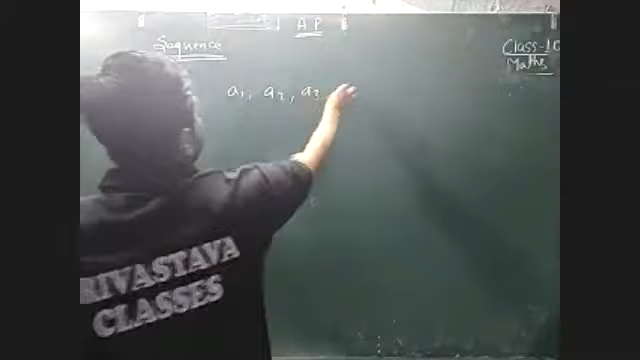 AP
Sequence
Class-10
Maths
a₁, a₂, a₃
RIVASTAVA
CLASSES